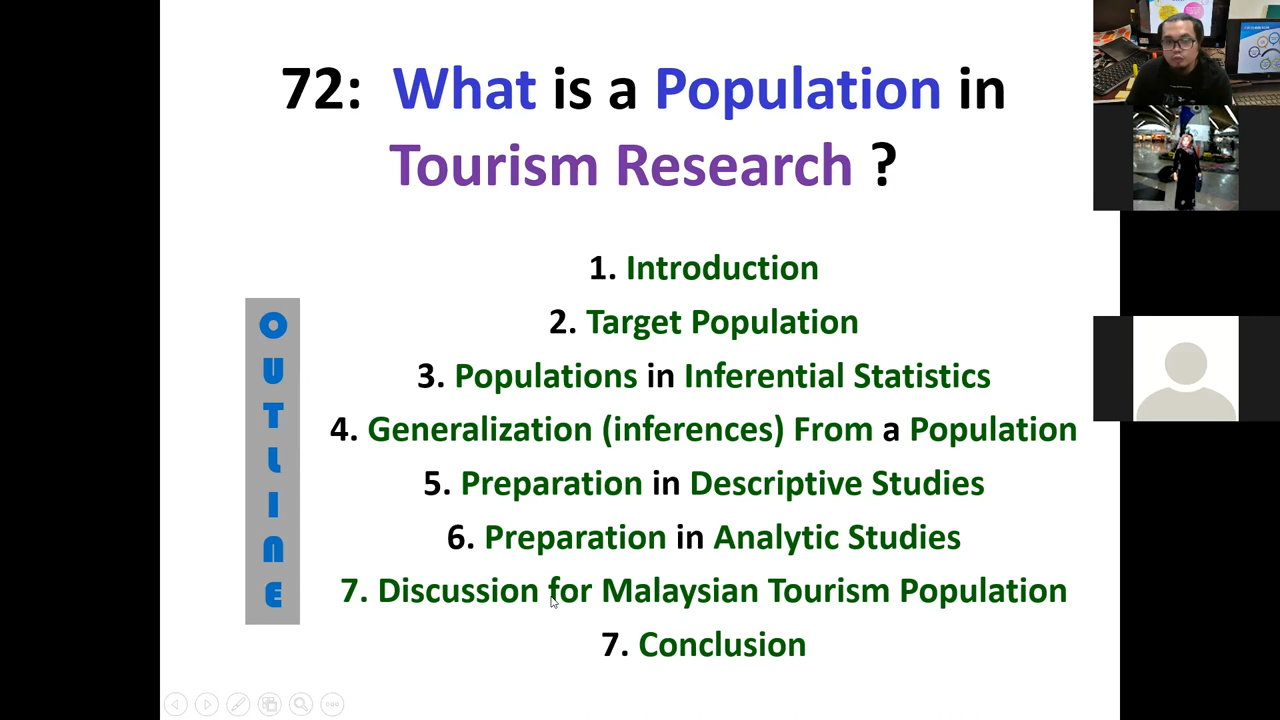 72: What is a Population in
Tourism Research ?
OUTLINE
1. Introduction
2. Target Population
3. Populations in Inferential Statistics
4. Generalization (inferences) From a Population
5. Preparation in Descriptive Studies
6. Preparation in Analytic Studies
7. Discussion for Malaysian Tourism Population
7. Conclusion